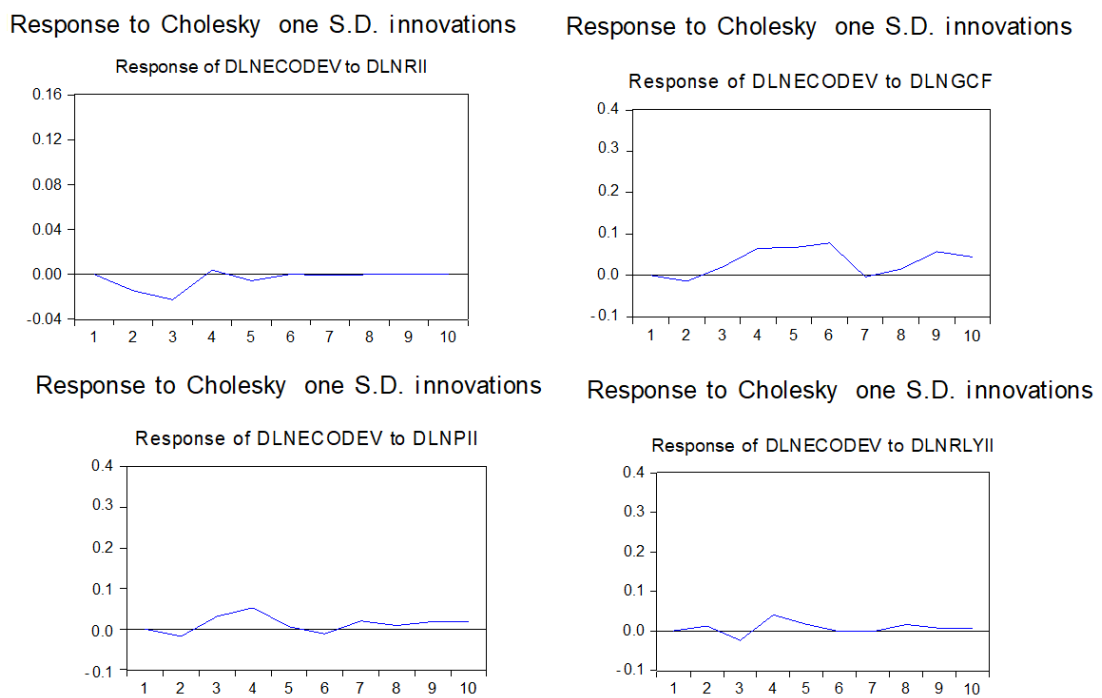 Response to Cholesky one S.D. innovations
Response of DLNECODEV to DLNRII
0.16
0.12
0.08
0.04
0.00
-0.04
1 2 3 4 5 6 7 8 9 10
Response to Cholesky one S.D. innovations
Response of DLNECODEV to DLNGCF
0.4
0.3
0.2
0.1
0.0
-0.1
1 2 3 4 5 6 7 8 9 10
Response to Cholesky one S.D. innovations
Response of DLNECODEV to DLNPII
0.4
0.3
0.2
0.1
0.0
-0.1
1 2 3 4 5 6 7 8 9 10
Response to Cholesky one S.D. innovations
Response of DLNECODEV to DLNRLYII
0.4
0.3
0.2
0.1
0.0
-0.1
1 2 3 4 5 6 7 8 9 10